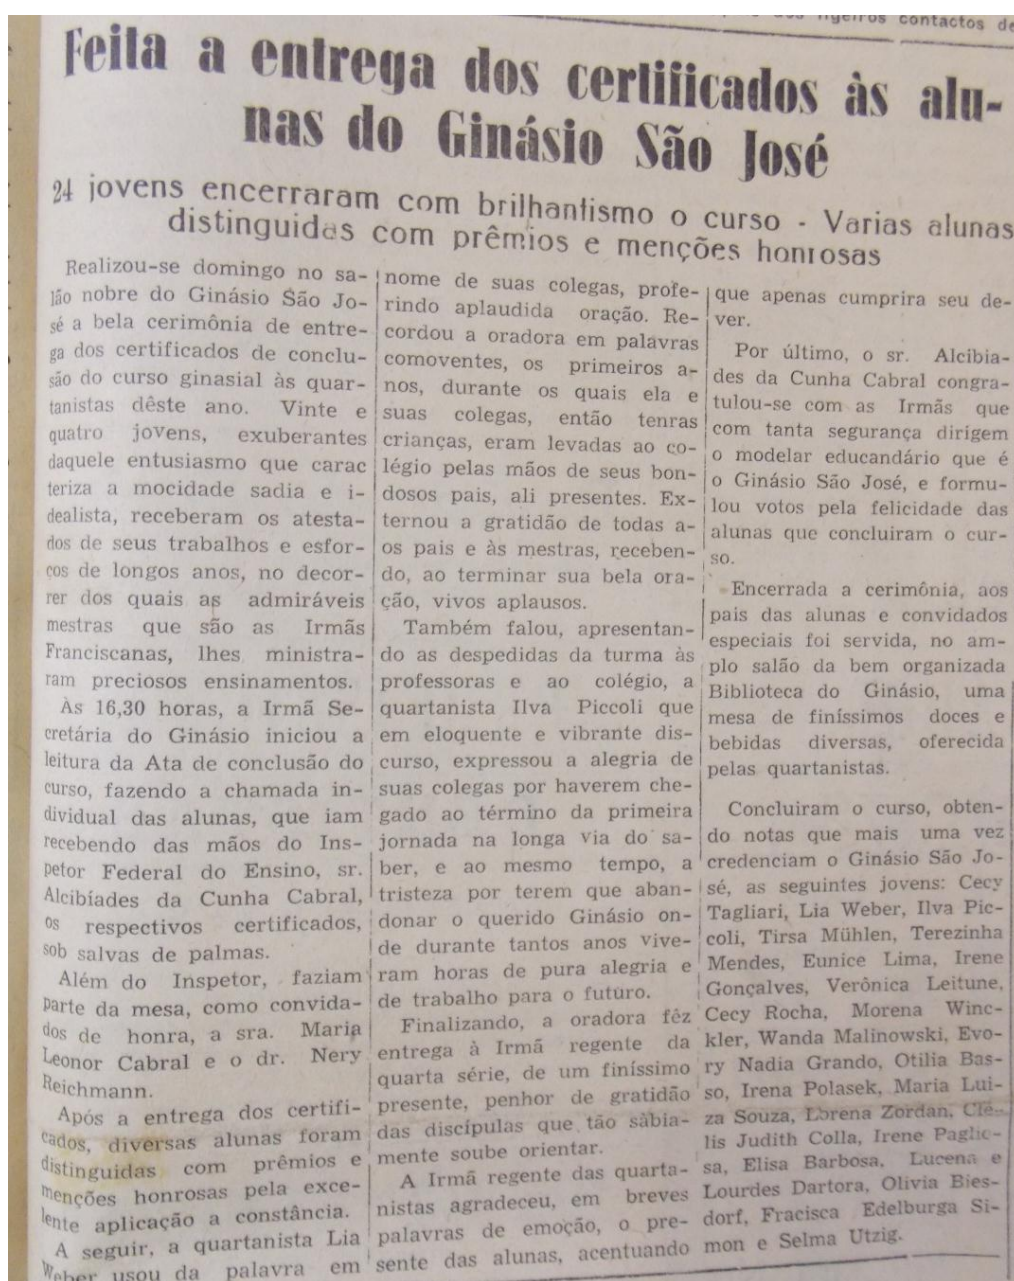 ligeiros contactos de
Feita a entrega dos certificados às alu-
nas do Ginásio São José
24 jovens encerraram com brilhantismo o curso - Varias alunas
distinguidas com prêmios e menções honrosas
Realizou-se domingo no sa-
lão nobre do Ginásio São Jo-
sé a bela cerimônia de entre-
ga dos certificados de conclu-
são do curso ginasial às quar-
tanistas dêste ano. Vinte e
quatro jovens, exuberantes
daquele entusiasmo que carac
teriza a mocidade sadia e i-
dealista, receberam os atesta-
dos de seus trabalhos e esfor-
ços de longos anos, no decor-
rer dos quais as admiráveis
mestras que são as Irmãs
Franciscanas, lhes ministra-
ram preciosos ensinamentos.
Às 16,30 horas, a Irmã Se-
cretária do Ginásio iniciou a
leitura da Ata de conclusão do
curso, fazendo a chamada in-
dividual das alunas, que iam
recebendo das mãos do Ins-
petor Federal do Ensino, sr.
Alcibíades da Cunha Cabral,
os respectivos certificados,
sob salvas de palmas.
Além do Inspetor, faziam
parte da mesa, como convida-
dos de honra, a sra. Maria
Leonor Cabral e o dr. Nery
Reichmann.
Após a entrega dos certifi-
cados, diversas alunas foram
distinguidas com prêmios e
menções honrosas pela exce-
lente aplicação a constância.
A seguir, a quartanista Lia
Weber usou da palavra em
nome de suas colegas, profe-
rindo aplaudida oração. Re-
cordou a oradora em palavras
comoventes, os primeiros a-
nos, durante os quais ela e
suas colegas, então tenras
crianças, eram levadas ao co-
légio pelas mãos de seus bon-
dosos pais, ali presentes. Ex-
ternou a gratidão de todas a-
os pais e às mestras, receben-
do, ao terminar sua bela ora-
ção, vivos aplausos.
Também falou, apresentan-
do as despedidas da turma às
professoras e ao colégio, a
quartanista Ilva Piccoli que
em eloquente e vibrante dis-
curso, expressou a alegria de
suas colegas por haverem che-
gado ao término da primeira
jornada na longa via do sa-
ber, e ao mesmo tempo, a
tristeza por terem que aban-
donar o querido Ginásio on-
de durante tantos anos vive-
ram horas de pura alegria e
de trabalho para o futuro.
Finalizando, a oradora fêz
entrega à Irmã regente da
quarta série, de um finíssimo
presente, penhor de gratidão
das discípulas que tão sàbia-
mente soube orientar.
A Irmã regente das quarta-
nistas agradeceu, em breves
palavras de emoção, o pre-
sente das alunas, acentuando
que apenas cumprira seu de-
ver.
Por último, o sr. Alcibia-
des da Cunha Cabral congra-
tulou-se com as Irmãs que
com tanta segurança dirigem
o modelar educandário que é
o Ginásio São José, e formu-
lou votos pela felicidade das
alunas que concluiram o cur-
so.
Encerrada a cerimônia, aos
pais das alunas e convidados
especiais foi servida, no am-
plo salão da bem organizada
Biblioteca do Ginásio, uma
mesa de finíssimos doces e
bebidas diversas, oferecida
pelas quartanistas.
Concluiram o curso, obten-
do notas que mais uma vez
credenciam o Ginásio São Jo-
sé, as seguintes jovens: Cecy
Tagliari, Lia Weber, Ilva Pic-
coli, Tirsa Mühlen, Terezinha
Mendes, Eunice Lima, Irene
Gonçalves, Verônica Leitune,
Cecy Rocha, Morena Winc-
kler, Wanda Malinowski, Evo-
ry Nadia Grando, Otilia Bas-
so, Irena Polasek, Maria Lui-
za Souza, Lorena Zordan, Clé-
lis Judith Colla, Irene Paglio-
sa, Elisa Barbosa, Lucena e
Lourdes Dartora, Olivia Bies-
dorf, Fracisca Edelburga Si-
mon e Selma Utzig.